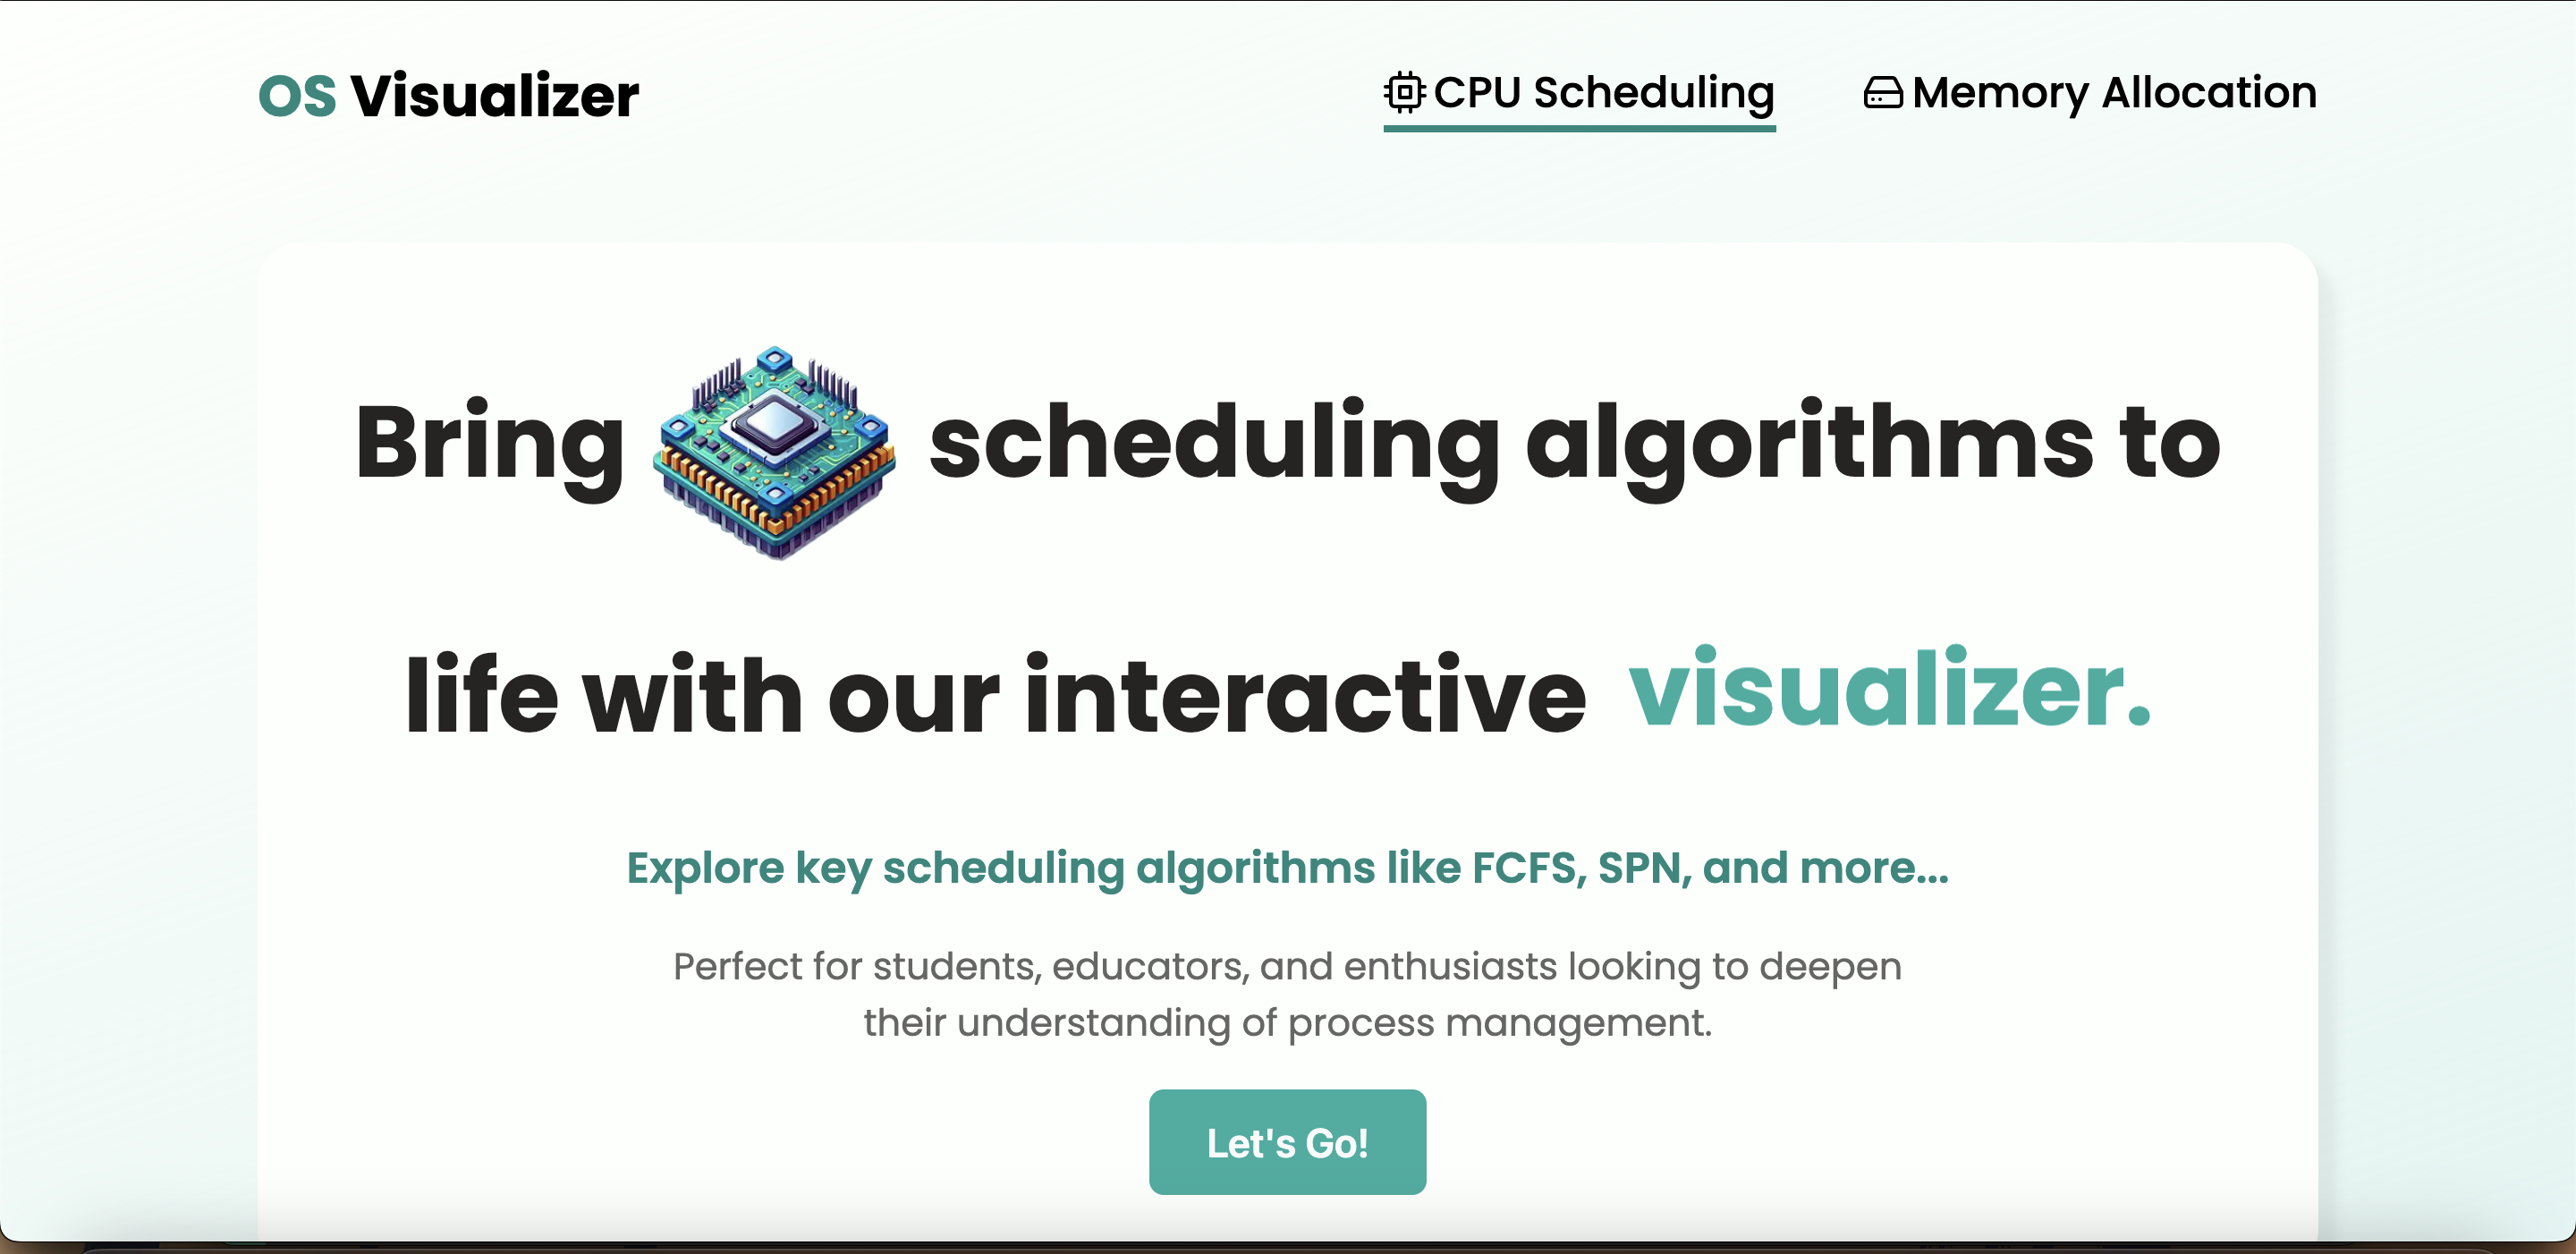 OS Visualizer
CPU Scheduling
Memory Allocation
Bring scheduling algorithms to
life with our interactive visualizer.
Explore key scheduling algorithms like FCFS, SPN, and more...
Perfect for students, educators, and enthusiasts looking to deepen
their understanding of process management.
Let's Go!